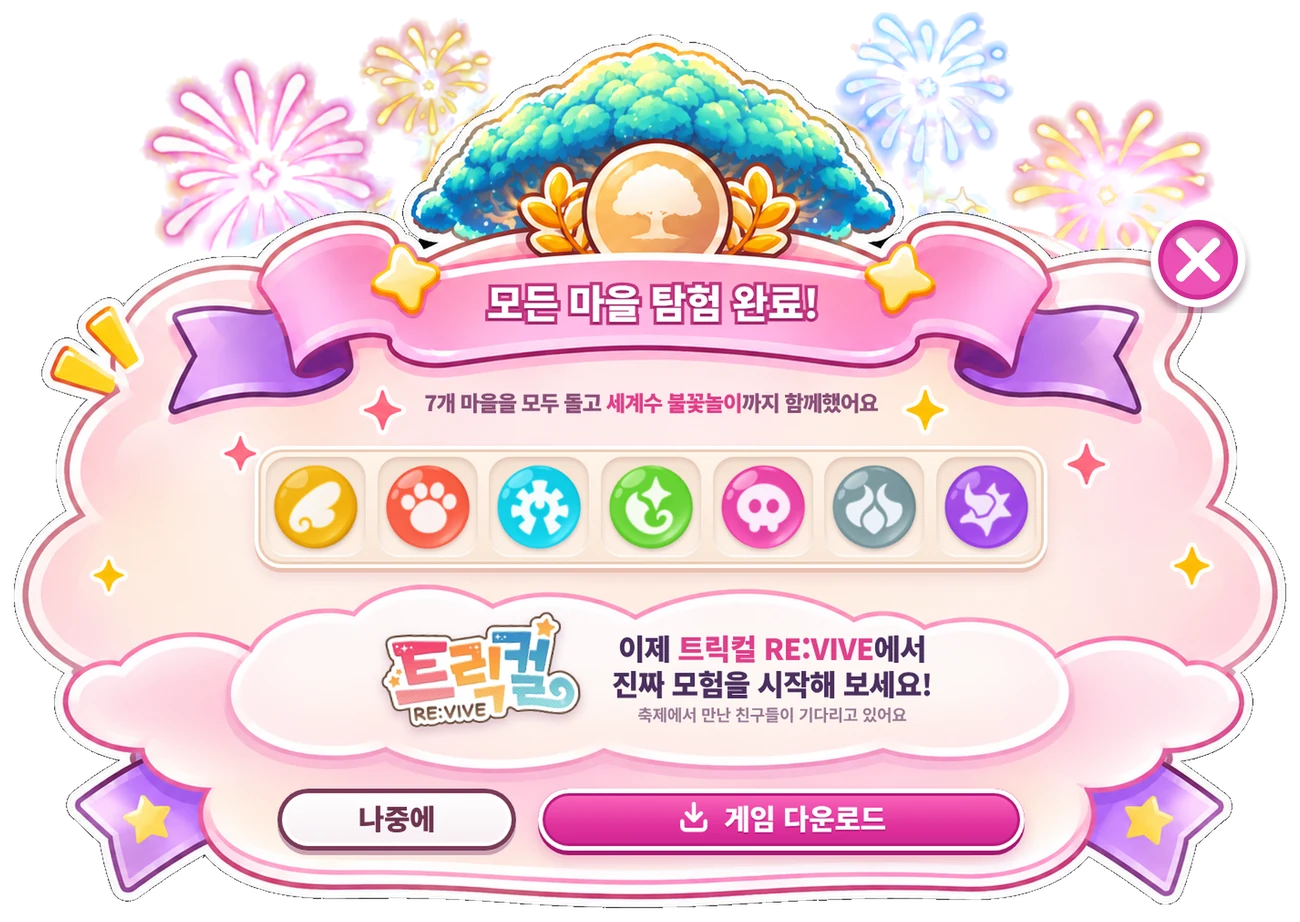 모든 마을 탐험 완료!
7개 마을을 모두 돌고 세계수 불꽃놀이까지 함께했어요
트릭컬
RE:VIVE
이제 트릭컬 RE:VIVE에서
진짜 모험을 시작해 보세요!
축제에서 만난 친구들이 기다리고 있어요
나중에
게임 다운로드